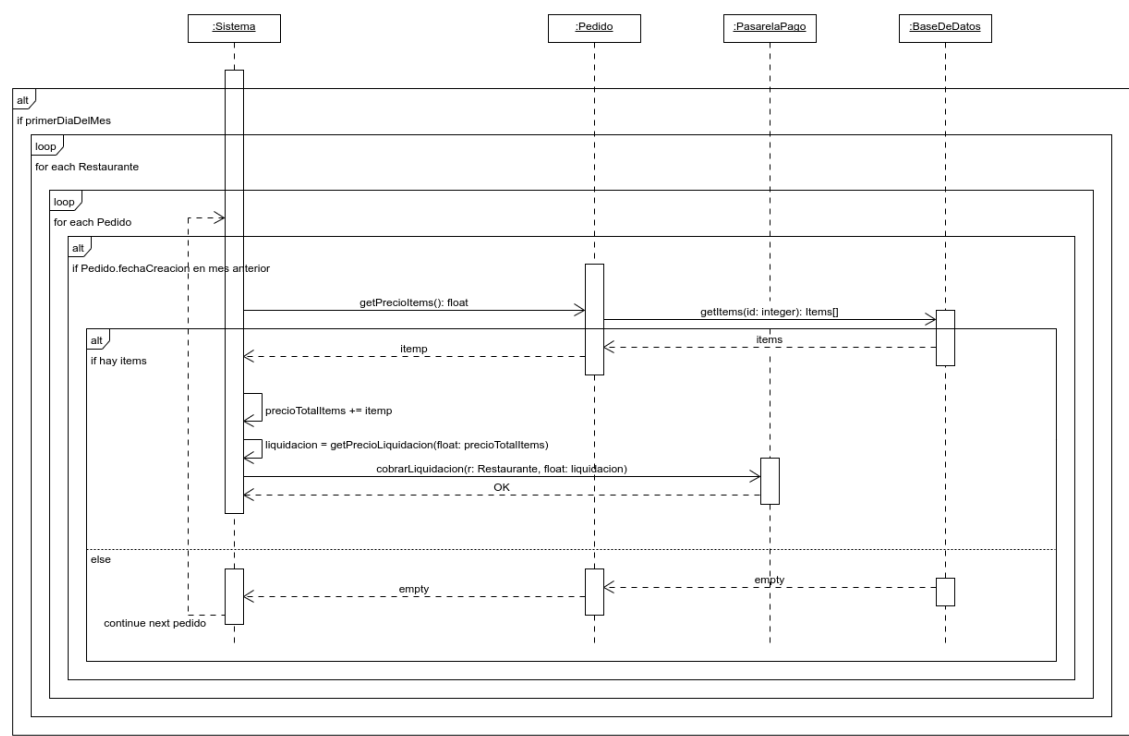 :Sistema
:Pedido
:PasarelaPago
:BaseDeDatos
alt
if primerDiaDelMes
loop
for each Restaurante
loop
for each Pedido
alt
if Pedido.fechaCreacion en mes anterior
getPrecioItems(): float
getItems(id: integer): Items[]
alt
items
itemp
if hay items
precioTotalItems += itemp
liquidacion = getPrecioLiquidacion(float: precioTotalItems)
cobrarLiquidacion(r: Restaurante, float: liquidacion)
OK
else
empty
empty
continue next pedido